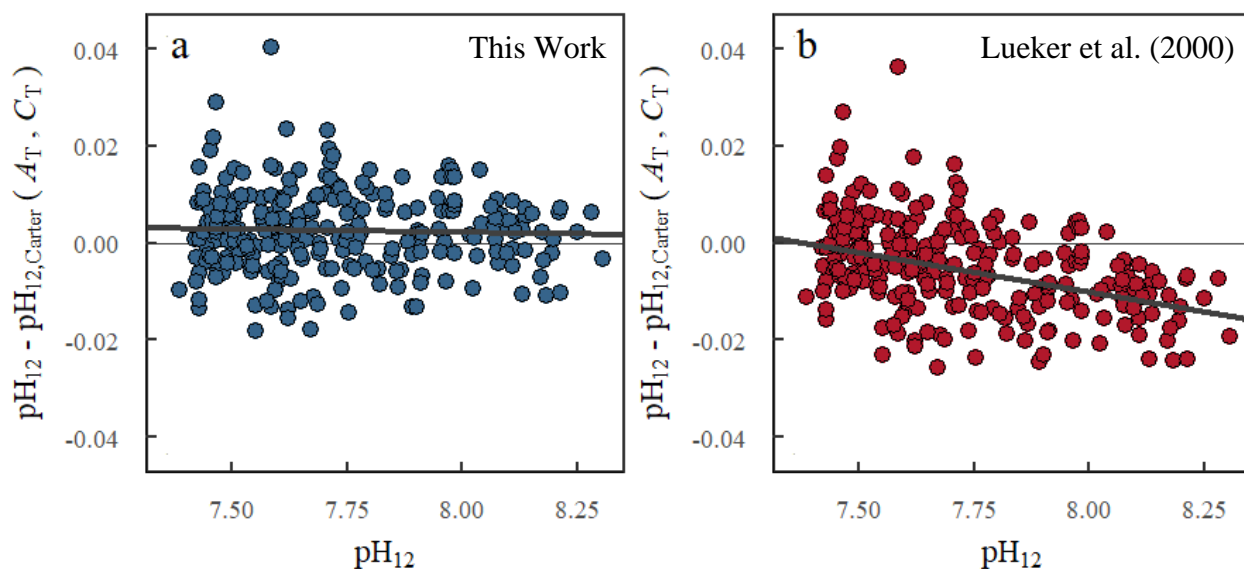 a This Work
pH12 - pH12,Carter ( AT , CT )
0.04
0.02
0.00
-0.02
-0.04
7.50 7.75 8.00 8.25
pH12
b Lueker et al. (2000)
pH12 - pH12,Carter ( AT , CT )
0.04
0.02
0.00
-0.02
-0.04
7.50 7.75 8.00 8.25
pH12